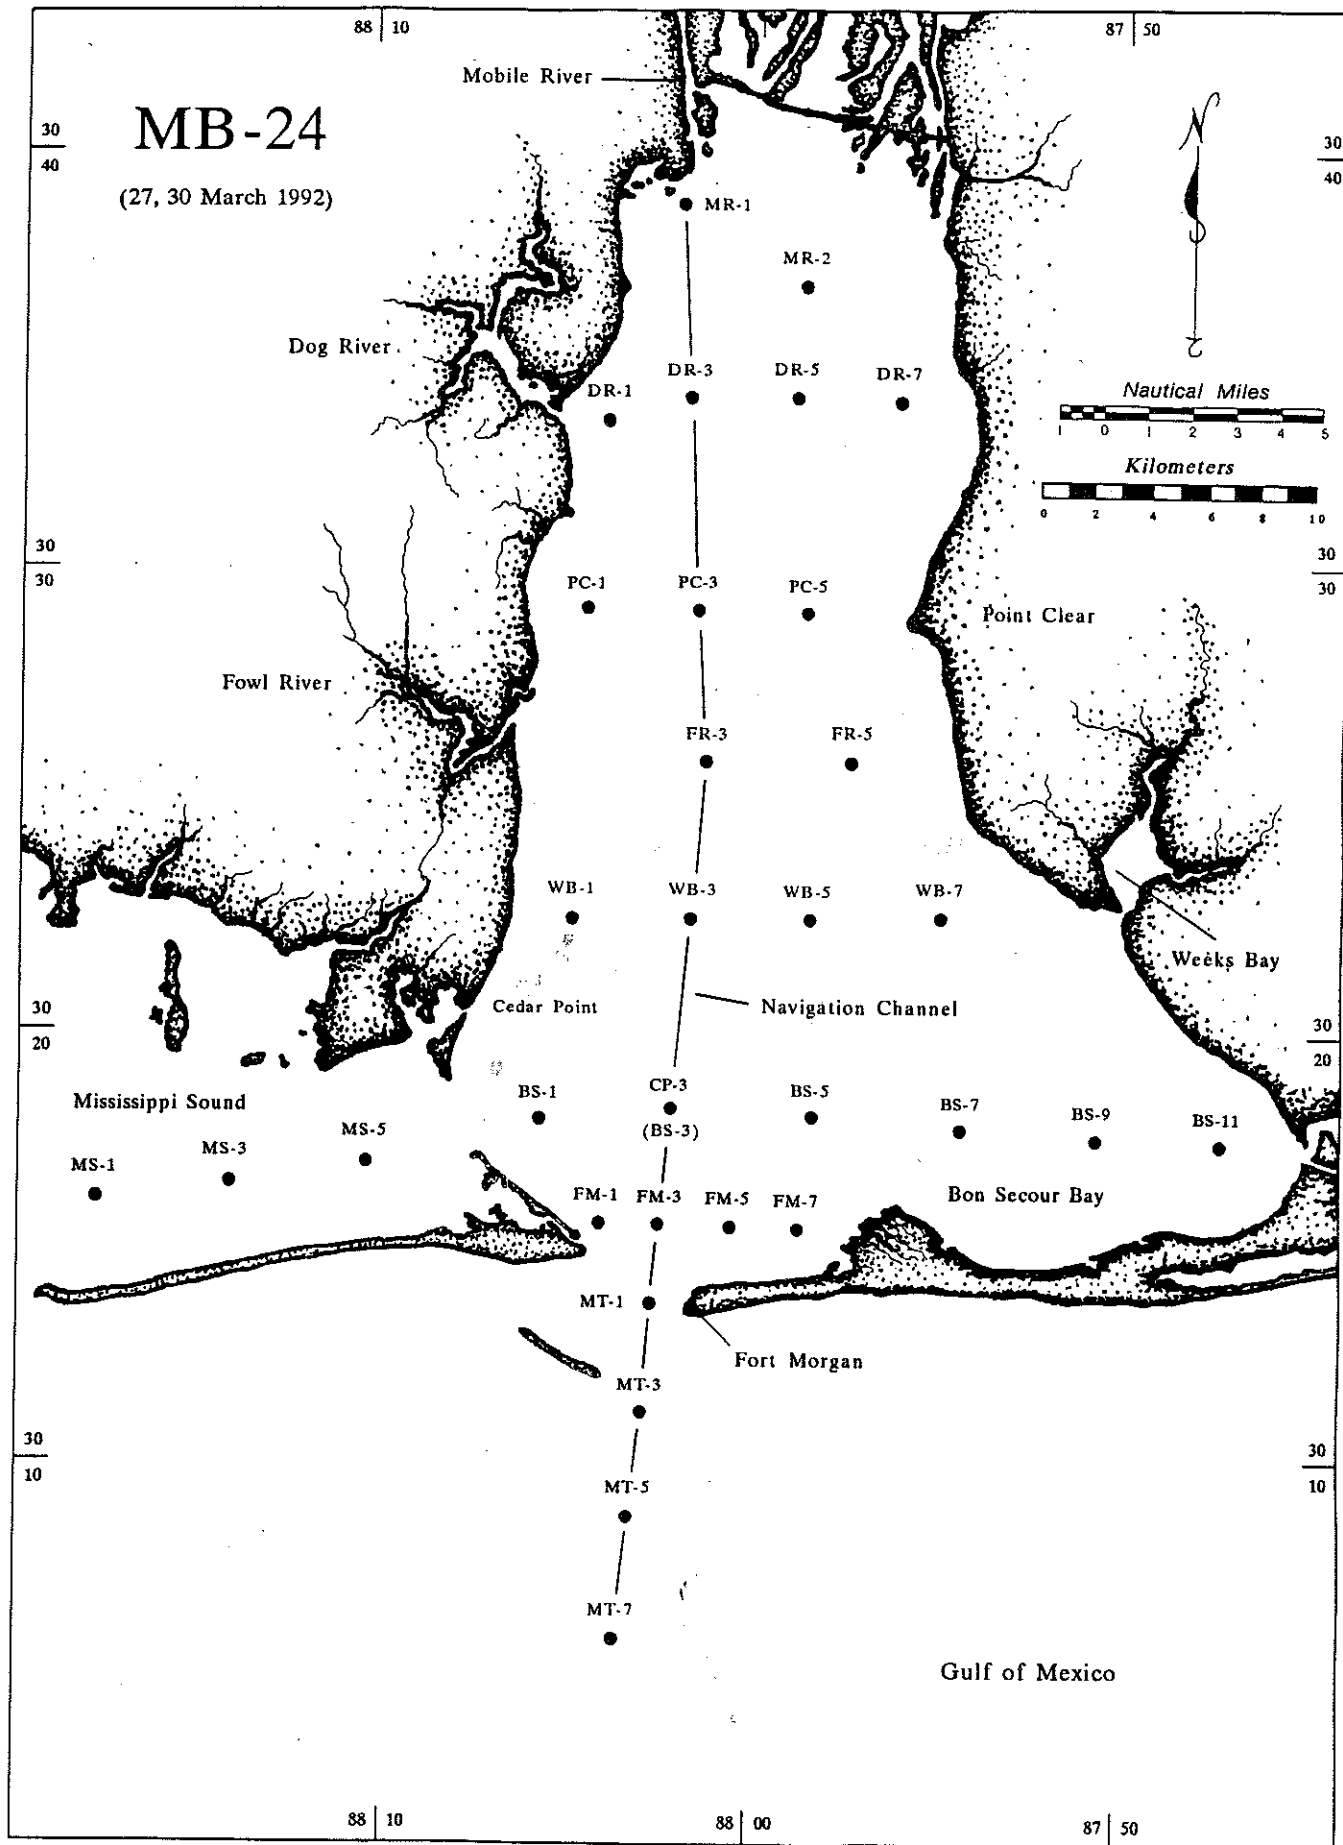 88 10
87 50
Mobile River
MB-24
30
40
30
40
(27, 30 March 1992)
N
MR-1
MR-2
Dog River
DR-1
DR-3
DR-5
DR-7
Nautical Miles
1 0 1 2 3 4 5
Kilometers
0 2 4 6 8 10
30
30
30
30
PC-1
PC-3
PC-5
Point Clear
Fowl River
FR-3
FR-5
WB-1
WB-3
WB-5
WB-7
Weeks Bay
Cedar Point
Navigation Channel
30
20
30
20
Mississippi Sound
BS-1
CP-3
(BS-3)
BS-5
BS-7
BS-9
BS-11
MS-1
MS-3
MS-5
FM-1
FM-3
FM-5
FM-7
Bon Secour Bay
MT-1
Fort Morgan
MT-3
30
10
30
10
MT-5
MT-7
Gulf of Mexico
88 10
88 00
87 50